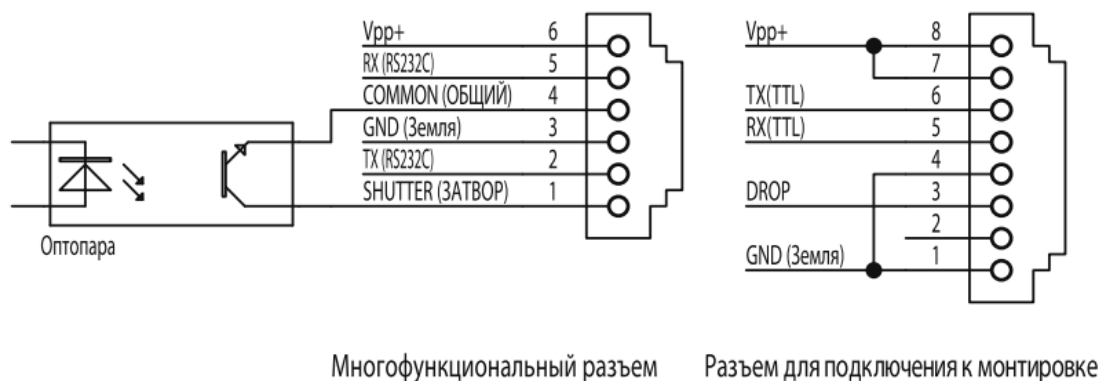 Vpp+ 6
RX (RS232C) 5
COMMON (ОБЩИЙ) 4
GND (Земля) 3
TX (RS232C) 2
SHUTTER (ЗАТВОР) 1
Оптопара
Многофункциональный разъем
Vpp+ 8
7
TX(TTL) 6
RX(TTL) 5
4
DROP 3
2
GND (Земля) 1
Разъем для подключения к монтировке